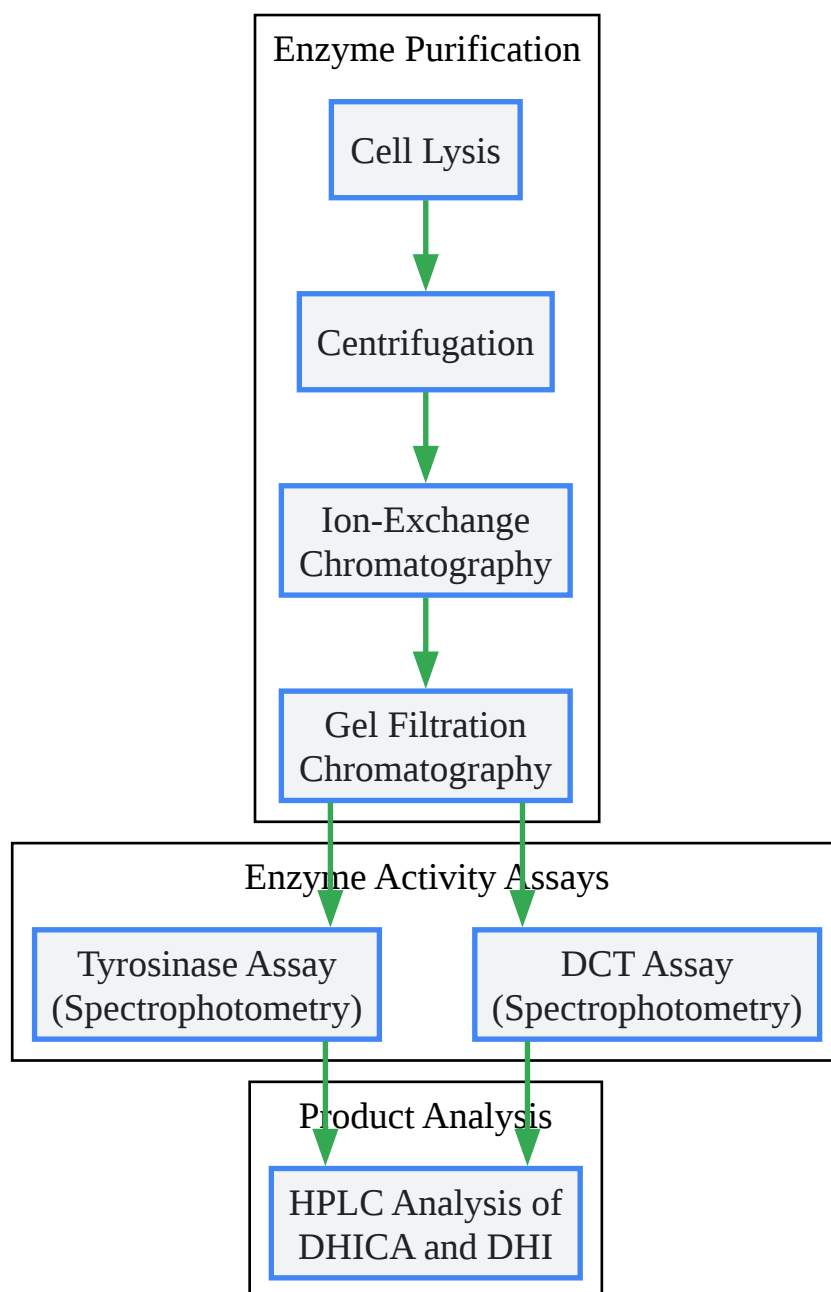 Enzyme Purification
Cell Lysis
Centrifugation
Ion-Exchange
Chromatography
Gel Filtration
Chromatography
Enzyme Activity Assays
Tyrosinase Assay
(Spectrophotometry)
DCT Assay
(Spectrophotometry)
Product Analysis
HPLC Analysis of
DHICA and DHI